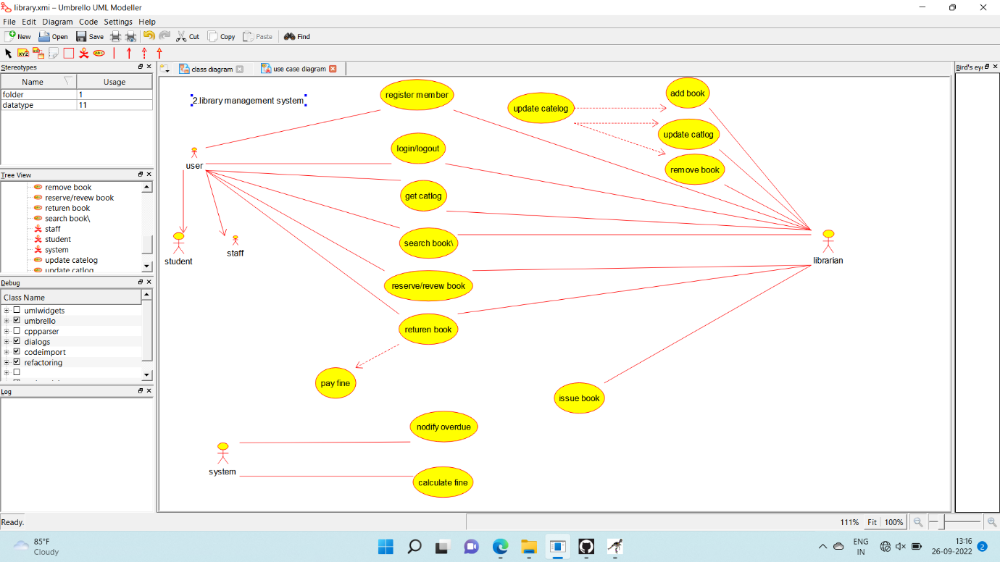 library.xmi – Umbrello UML Modeller
File Edit Diagram Code Settings Help
New Open Save Cut Copy Paste Find
XYZ ABC
Stereotypes
Name Usage
folder 1
datatype 11
Tree View
remove book
reserve/revew book
returen book
search book\
staff
student
system
update catelog
update catlog
Debug
Class Name
umlwidgets
umbrello
cppparser
dialogs
codeimport
refactoring
Log
class diagram use case diagram
Bird's eye
2.library management system
register member
update catelog
add book
update catlog
remove book
login/logout
user
get catlog
search book\
student
staff
librarian
reserve/revew book
returen book
pay fine
issue book
nodify overdue
system
calculate fine
Ready.
111% Fit 100%
85°F
Cloudy
ENG
IN
13:16
26-09-2022
2